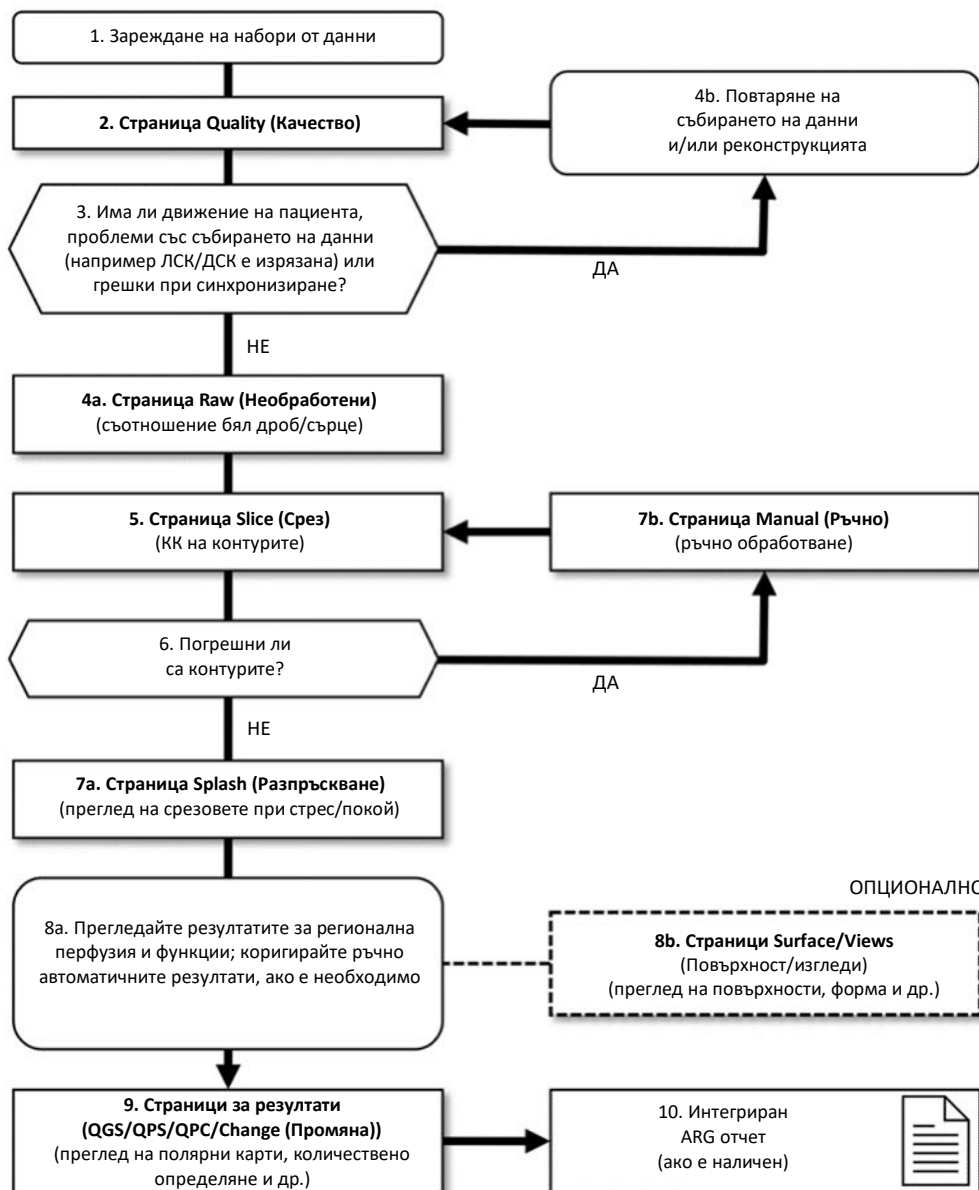 1. Зареждане на набори от данни
2. Страница Quality (Качество)
4b. Повтаряне на
събирането на данни
и/или реконструкцията
3. Има ли движение на пациента,
проблеми със събирането на данни
(например ЛСК/ДСК е изрязана) или
грешки при синхронизиране?
ДА
НЕ
4a. Страница Raw (Необработени)
(съотношение бял дроб/сърце)
5. Страница Slice (Срез)
(КК на контурите)
7b. Страница Manual (Ръчно)
(ръчно обработване)
6. Погрешни ли
са контурите?
ДА
НЕ
7a. Страница Splash (Разпръскване)
(преглед на срезовете при стрес/покой)
ОПЦИОНАЛНО
8a. Прегледайте резултатите за регионална
перфузия и функции; коригирайте ръчно
автоматичните резултати, ако е необходимо
8b. Страници Surface/Views
(Повърхност/изгледи)
(преглед на повърхности, форма и др.)
9. Страници за резултати
(QGS/QPS/QPC/Change (Промяна))
(преглед на полярни карти, количествено
определяне и др.)
10. Интегриран
ARG отчет
(ако е наличен)